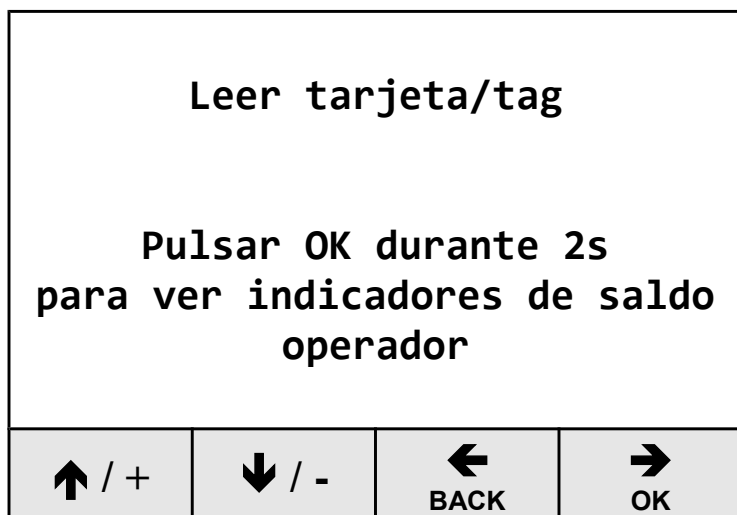 Leer tarjeta/tag
Pulsar OK durante 2s
para ver indicadores de saldo
operador
↑ / + ↓ / - ← →
BACK OK